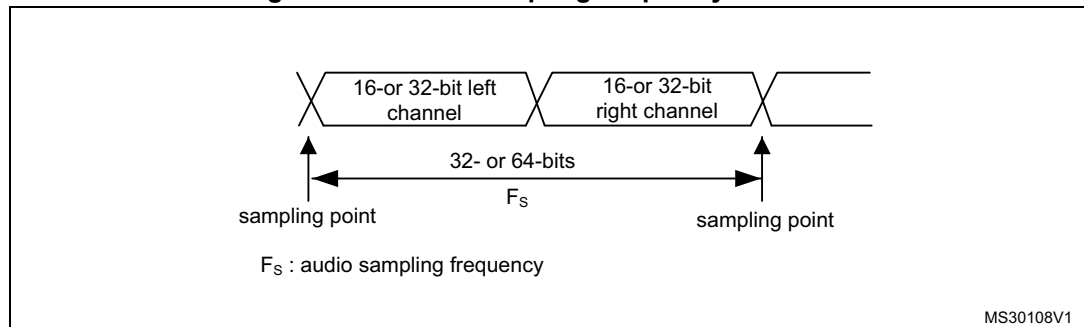 16-or 32-bit left
channel
16-or 32-bit
right channel
32- or 64-bits
FS
sampling point
sampling point
FS : audio sampling frequency
MS30108V1